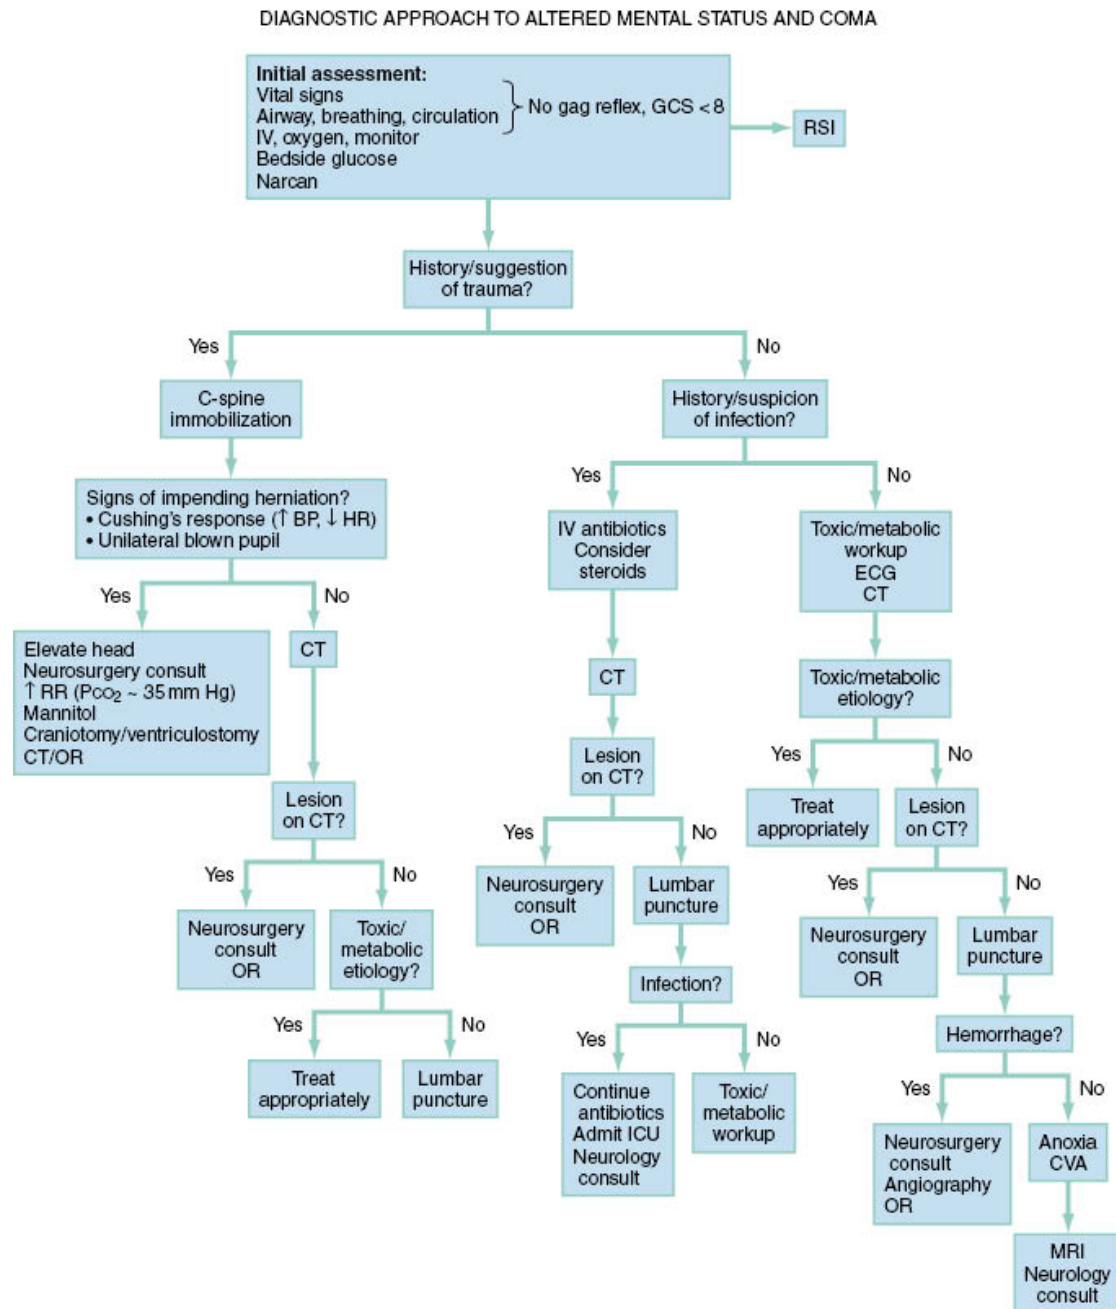 DIAGNOSTIC APPROACH TO ALTERED MENTAL STATUS AND COMA
Initial assessment:
Vital signs
Airway, breathing, circulation
IV, oxygen, monitor
Bedside glucose
Narcan
No gag reflex, GCS < 8
RSI
History/suggestion
of trauma?
Yes
No
C-spine
immobilization
History/suspicion
of infection?
Signs of impending herniation?
• Cushing's response (↑ BP, ↓ HR)
• Unilateral blown pupil
Yes
No
Elevate head
Neurosurgery consult
↑ RR (PCO₂ ~ 35 mm Hg)
Mannitol
Craniotomy/ventriculostomy
CT/OR
CT
Lesion
on CT?
Yes
No
Neurosurgery
consult
OR
Toxic/
metabolic
etiology?
Yes
No
Treat
appropriately
Lumbar
puncture
Yes
No
IV antibiotics
Consider
steroids
CT
Lesion
on CT?
Yes
No
Neurosurgery
consult
OR
Lumbar
puncture
Infection?
Yes
No
Continue
antibiotics
Admit ICU
Neurology
consult
Toxic/
metabolic
workup
Toxic/metabolic
workup
ECG
CT
Toxic/metabolic
etiology?
Yes
No
Treat
appropriately
Lesion
on CT?
Yes
No
Neurosurgery
consult
OR
Lumbar
puncture
Hemorrhage?
Yes
No
Neurosurgery
consult
Angiography
OR
Anoxia
CVA
MRI
Neurology
consult